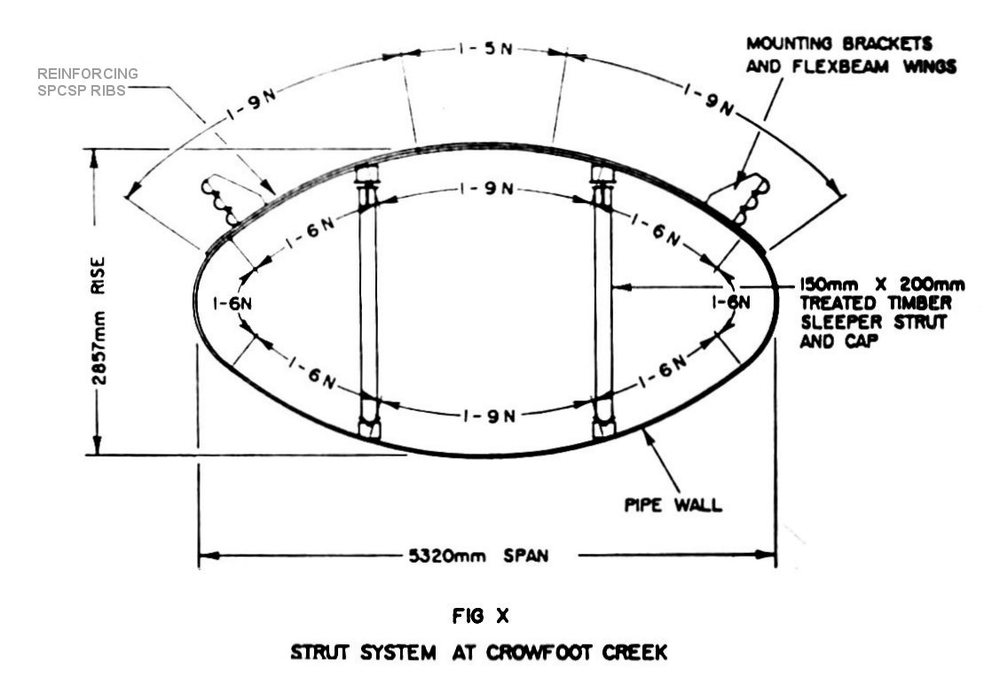 1-5N
MOUNTING BRACKETS
AND FLEXBEAM WINGS
REINFORCING
SPCSP RIBS
1-9N
1-9N
1-9N
1-6N
1-6N
2857mm RISE
1-6N
1-6N
150mm X 200mm
TREATED TIMBER
SLEEPER STRUT
AND CAP
1-6N
1-6N
1-9N
PIPE WALL
5320mm SPAN
FIG X
STRUT SYSTEM AT CROWFOOT CREEK